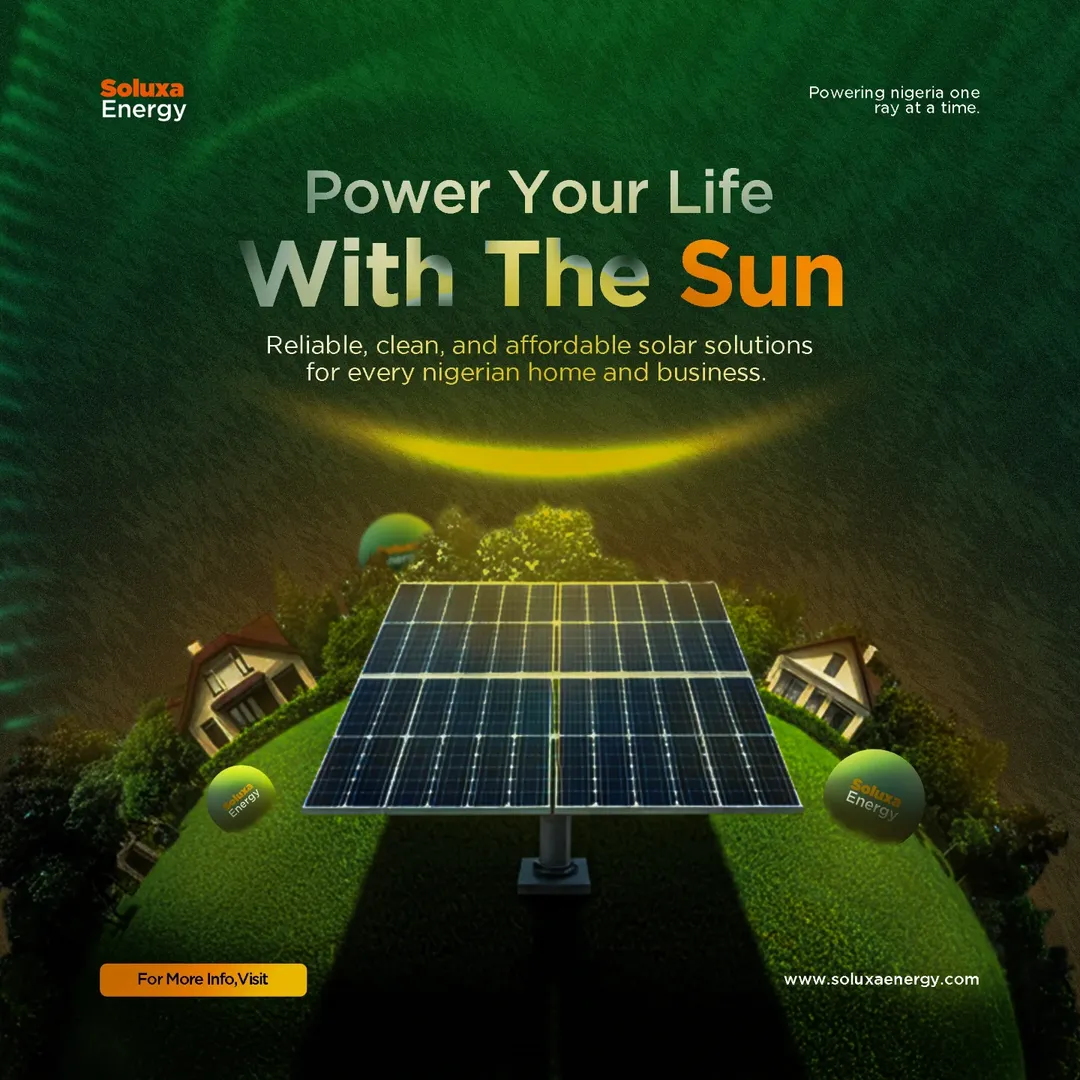 Soluxa
Energy
Powering nigeria one
ray at a time.
Power Your Life
With The Sun
Reliable, clean, and affordable solar solutions
for every nigerian home and business.
Soluxa
Energy
Soluxa
Energy
For More Info,Visit
www.soluxaenergy.com